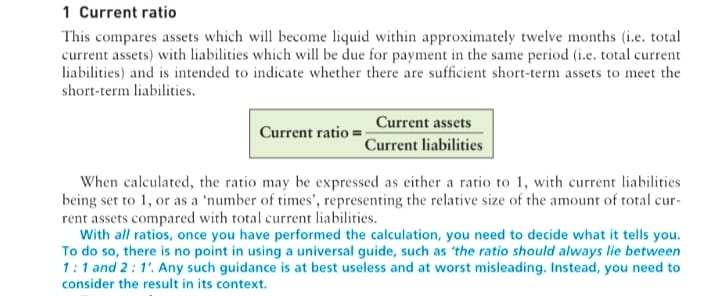 1 Current ratio
This compares assets which will become liquid within approximately twelve months (i.e. total
current assets) with liabilities which will be due for payment in the same period (i.e. total current
liabilities) and is intended to indicate whether there are sufficient short-term assets to meet the
short-term liabilities.
Current ratio = Current assets
Current liabilities
When calculated, the ratio may be expressed as either a ratio to 1, with current liabilities
being set to 1, or as a 'number of times', representing the relative size of the amount of total cur-
rent assets compared with total current liabilities.
With all ratios, once you have performed the calculation, you need to decide what it tells you.
To do so, there is no point in using a universal guide, such as 'the ratio should always lie between
1 : 1 and 2 : 1'. Any such guidance is at best useless and at worst misleading. Instead, you need to
consider the result in its context.